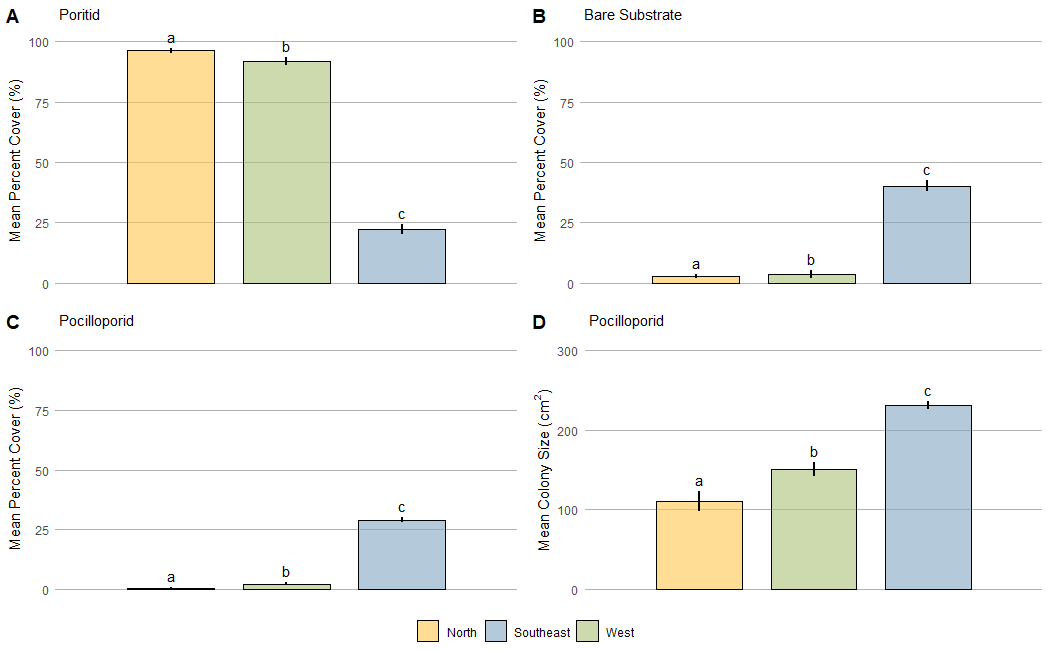 A Poritid
Mean Percent Cover (%)
100
75
50
25
0
a
b
c
B Bare Substrate
Mean Percent Cover (%)
100
75
50
25
0
a
b
c
C Pocilloporid
Mean Percent Cover (%)
100
75
50
25
0
a
b
c
D Pocilloporid
Mean Colony Size (cm²)
300
200
100
0
a
b
c
North Southeast West